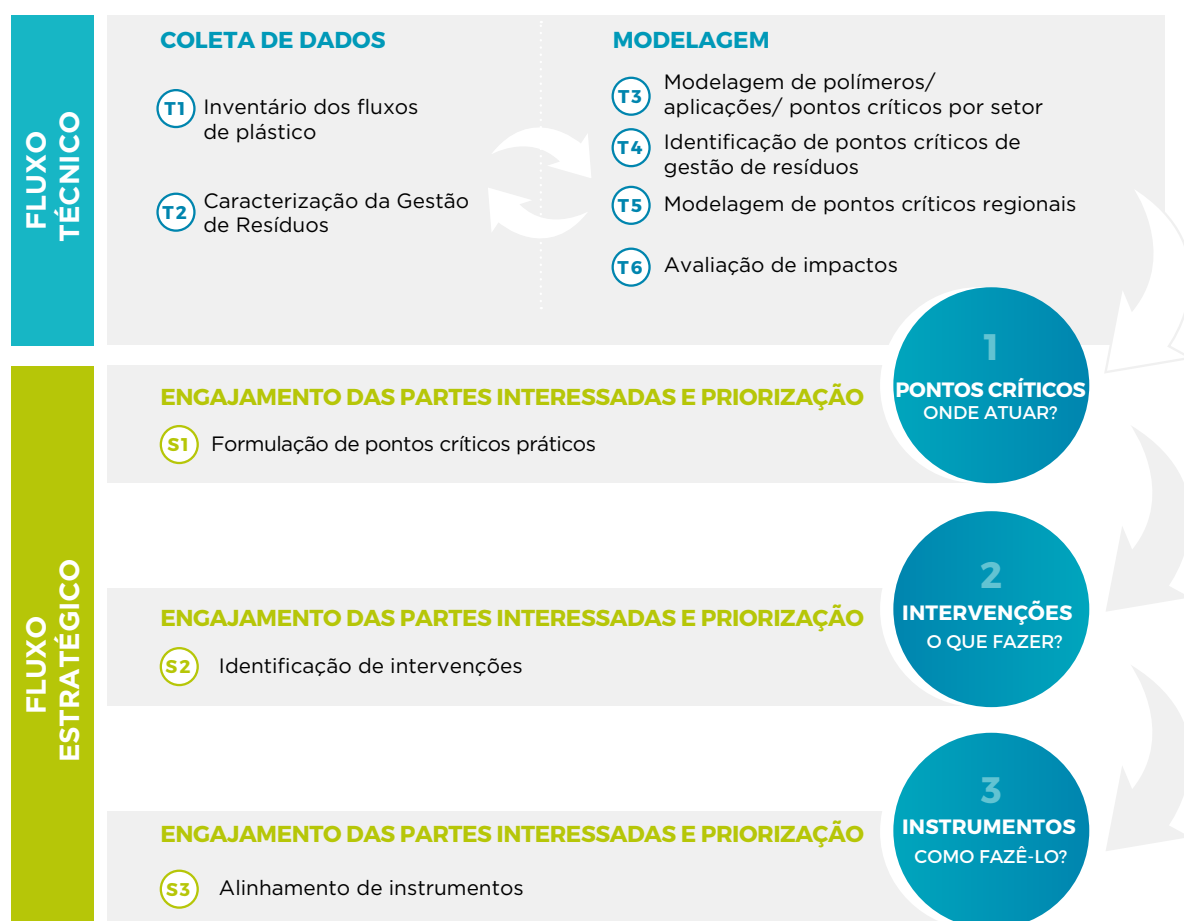 FLUXO
TÉCNICO
COLETA DE DADOS
T1
Inventário dos fluxos
de plástico
T2
Caracterização da Gestão
de Resíduos
MODELAGEM
T3
Modelagem de polímeros/
aplicações/ pontos críticos por setor
T4
Identificação de pontos críticos de
gestão de resíduos
T5
Modelagem de pontos críticos regionais
T6
Avaliação de impactos
FLUXO
ESTRATÉGICO
ENGAJAMENTO DAS PARTES INTERESSADAS E PRIORIZAÇÃO
S1
Formulação de pontos críticos práticos
1
PONTOS CRÍTICOS
ONDE ATUAR?
ENGAJAMENTO DAS PARTES INTERESSADAS E PRIORIZAÇÃO
S2
Identificação de intervenções
2
INTERVENÇÕES
O QUE FAZER?
ENGAJAMENTO DAS PARTES INTERESSADAS E PRIORIZAÇÃO
S3
Alinhamento de instrumentos
3
INSTRUMENTOS
COMO FAZÊ-LO?